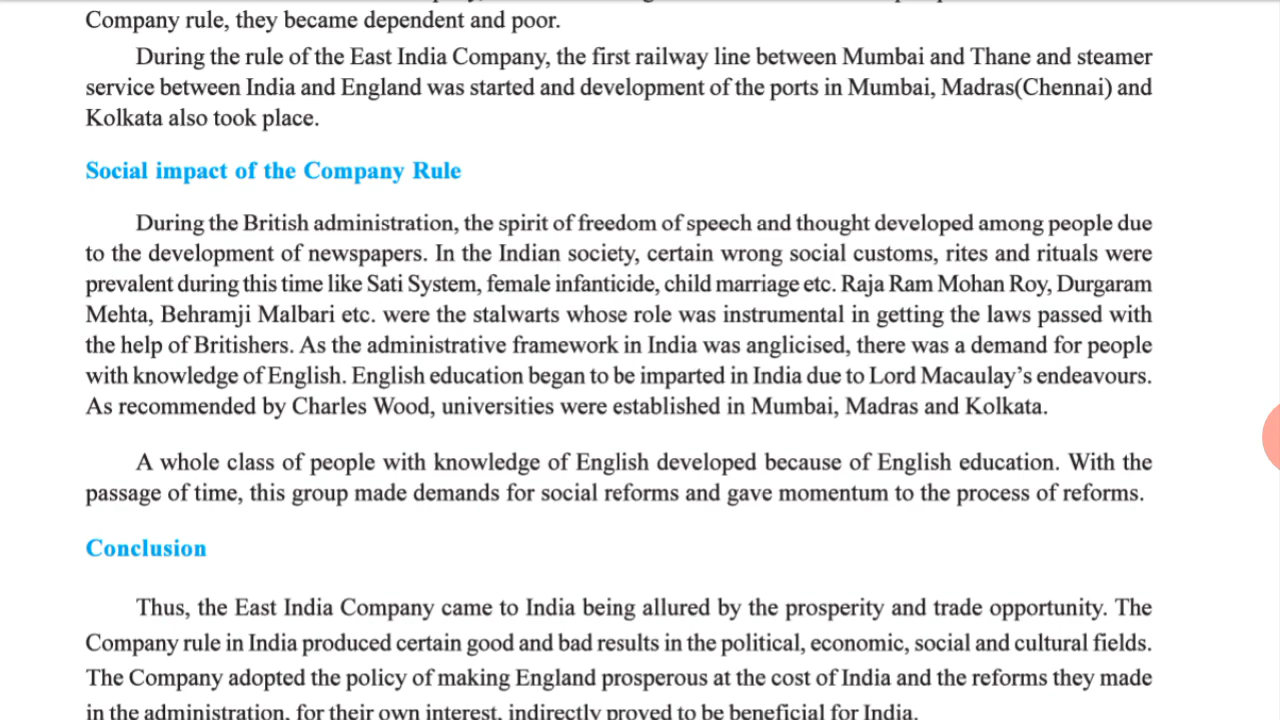 Company rule, they became dependent and poor.
During the rule of the East India Company, the first railway line between Mumbai and Thane and steamer
service between India and England was started and development of the ports in Mumbai, Madras(Chennai) and
Kolkata also took place.
Social impact of the Company Rule
During the British administration, the spirit of freedom of speech and thought developed among people due
to the development of newspapers. In the Indian society, certain wrong social customs, rites and rituals were
prevalent during this time like Sati System, female infanticide, child marriage etc. Raja Ram Mohan Roy, Durgaram
Mehta, Behramji Malbari etc. were the stalwarts whose role was instrumental in getting the laws passed with
the help of Britishers. As the administrative framework in India was anglicised, there was a demand for people
with knowledge of English. English education began to be imparted in India due to Lord Macaulay's endeavours.
As recommended by Charles Wood, universities were established in Mumbai, Madras and Kolkata.
A whole class of people with knowledge of English developed because of English education. With the
passage of time, this group made demands for social reforms and gave momentum to the process of reforms.
Conclusion
Thus, the East India Company came to India being allured by the prosperity and trade opportunity. The
Company rule in India produced certain good and bad results in the political, economic, social and cultural fields.
The Company adopted the policy of making England prosperous at the cost of India and the reforms they made
in the administration, for their own interest, indirectly proved to be beneficial for India.